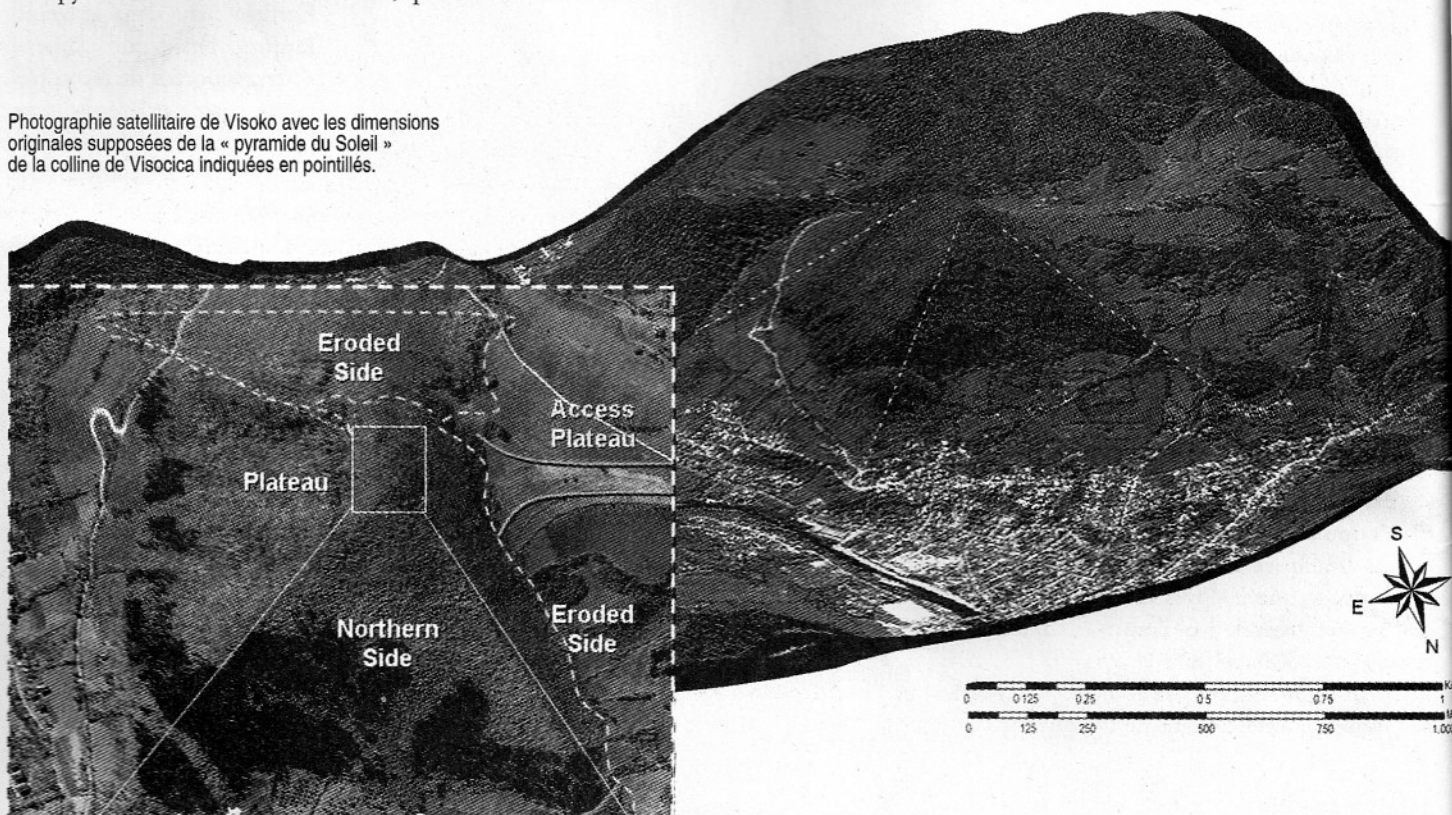 Photographie satellitaire de Visoko avec les dimensions
originales supposées de la « pyramide du Soleil »
de la colline de Visocica indiquées en pointillés.
Eroded
Side
Access
Plateau
Plateau
Northern
Side
Eroded
Side
S
E
N
0 0.125 0.25 0.5 0.75 1
0 125 250 500 750